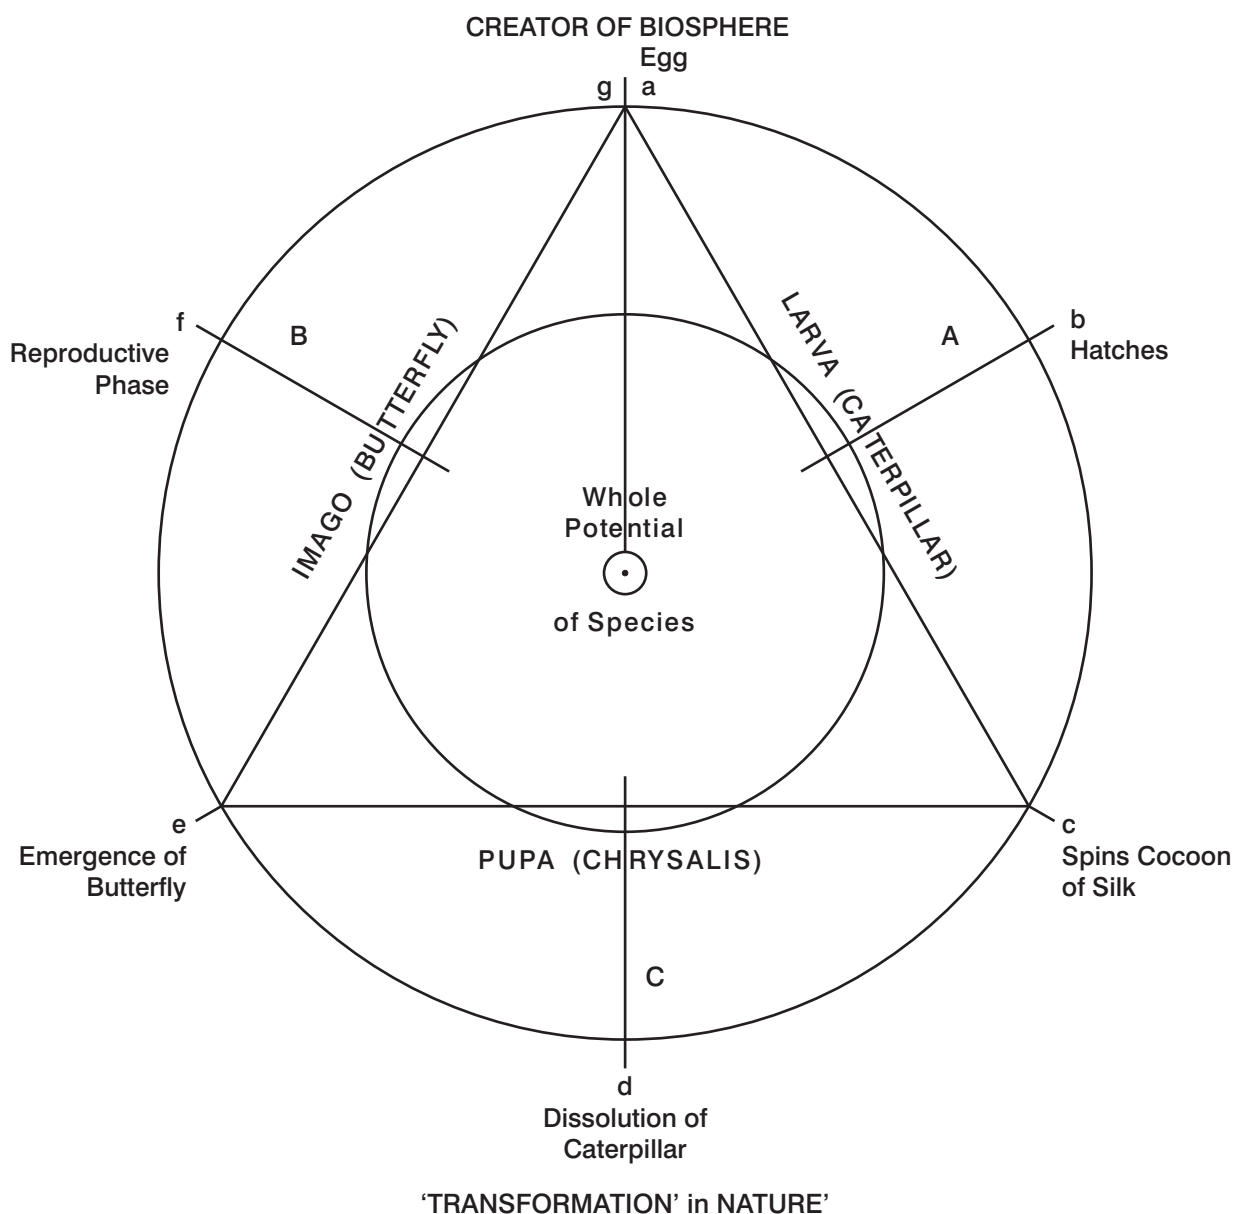 CREATOR OF BIOSPHERE
Egg
g a
f
Reproductive
Phase
B
IMAGO (BUTTERFLY)
LARVA (CATERPILLAR)
A
b
Hatches
Whole
Potential
of Species
e
Emergence of
Butterfly
PUPA (CHRYSALIS)
c
Spins Cocoon
of Silk
C
d
Dissolution of
Caterpillar
‘TRANSFORMATION’ in NATURE’